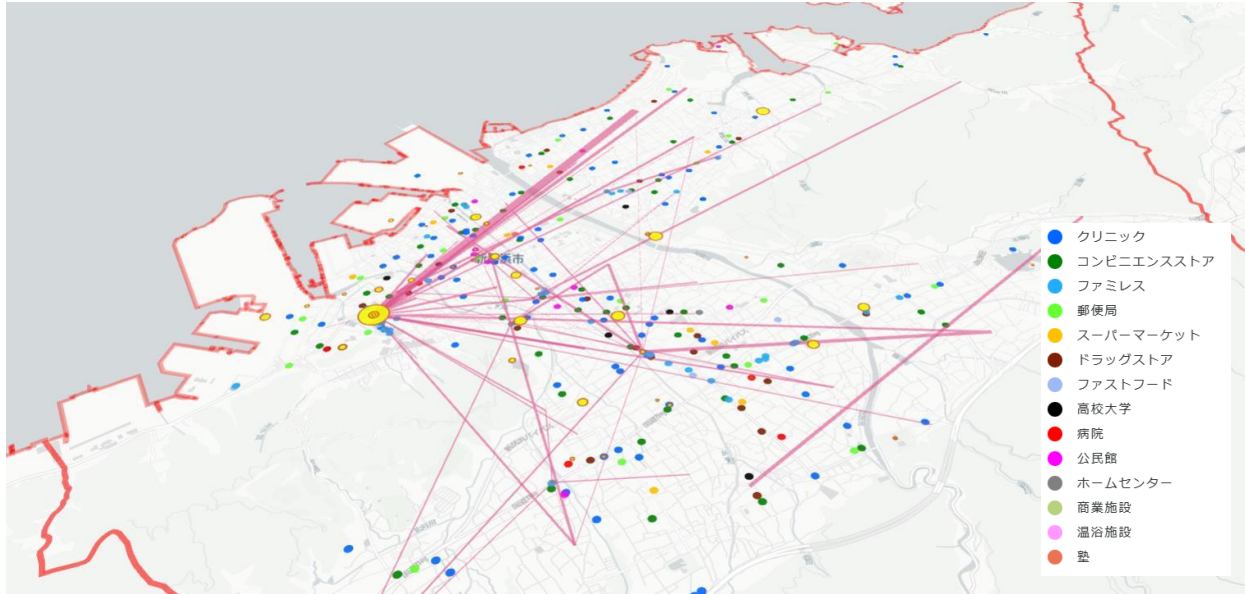 クリニック
コンビニエンスストア
ファミレス
郵便局
スーパーマーケット
ドラッグストア
ファストフード
高校大学
病院
公民館
ホームセンター
商業施設
温浴施設
塾